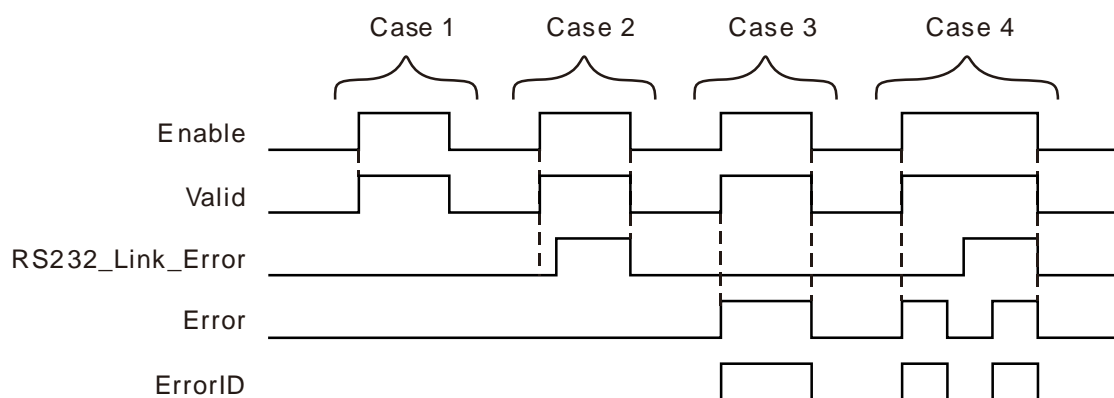 Case 1 Case 2 Case 3 Case 4
Enable
Valid
RS232_Link_Error
Error
ErrorID